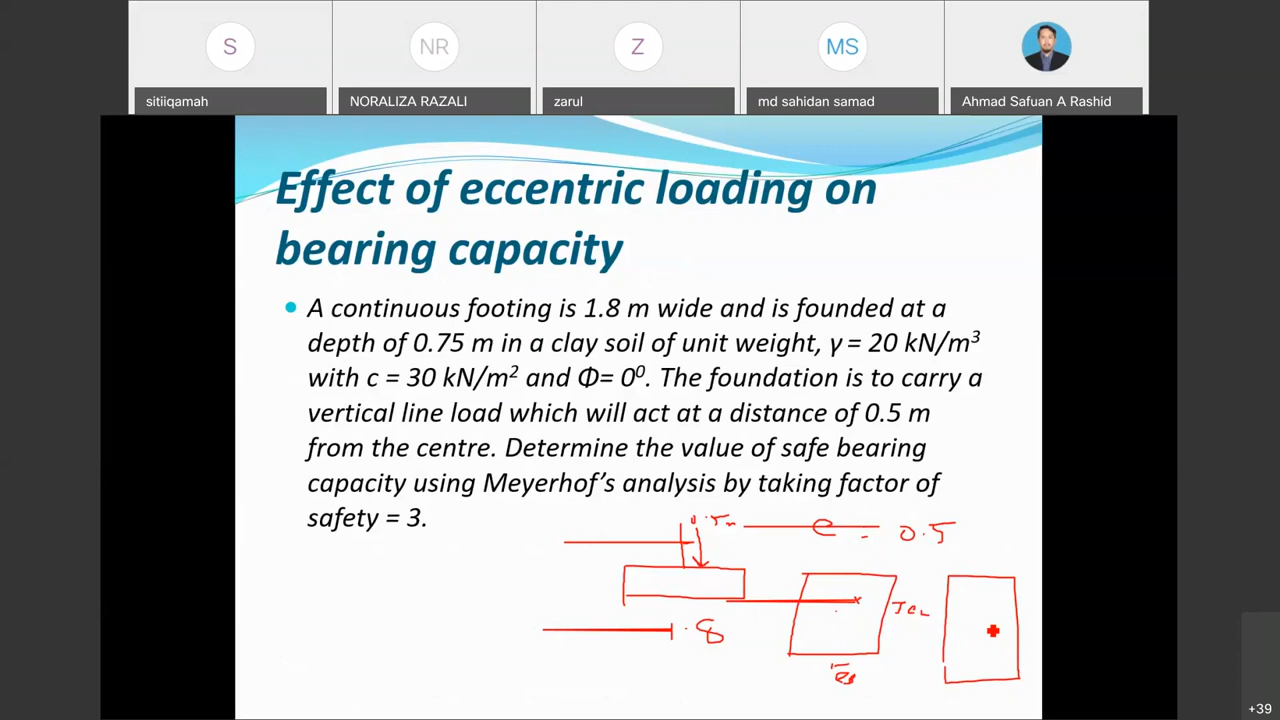 S
NR
Z
MS
sitiiqamah
NORALIZA RAZALI
zarul
md sahidan samad
Ahmad Safuan A Rashid
Effect of eccentric loading on
bearing capacity
A continuous footing is 1.8 m wide and is founded at a
depth of 0.75 m in a clay soil of unit weight, γ = 20 kN/m³
with c = 30 kN/m² and Φ= 0⁰. The foundation is to carry a
vertical line load which will act at a distance of 0.5 m
from the centre. Determine the value of safe bearing
capacity using Meyerhof’s analysis by taking factor of
safety = 3.
0.5m
e = 0.5
.8
+39